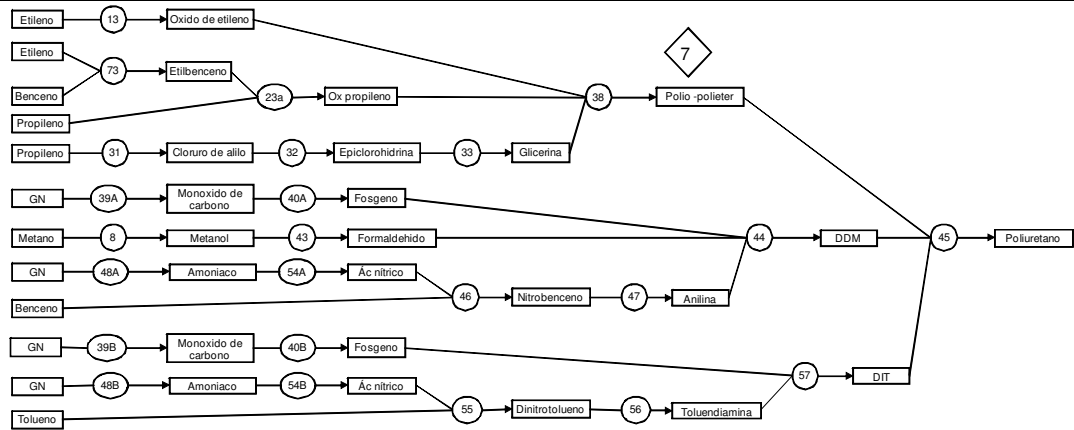 Etileno 13 Oxido de etileno
7
Etileno
73 Etilbenceno
Benceno
23a Ox propileno 38 Polio -polieter
Propileno
Propileno 31 Cloruro de alilo 32 Epiclorohidrina 33 Glicerina
GN 39A Monoxido de
carbono 40A Fosgeno
Metano 8 Metanol 43 Formaldehido 44 DDM 45 Poliuretano
GN 48A Amoniaco 54A Ác nítrico
46 Nitrobenceno 47 Anilina
Benceno
GN 39B Monoxido de
carbono 40B Fosgeno
57 DIT
GN 48B Amoniaco 54B Ác nítrico
Tolueno 55 Dinitrotolueno 56 Toluendiamina